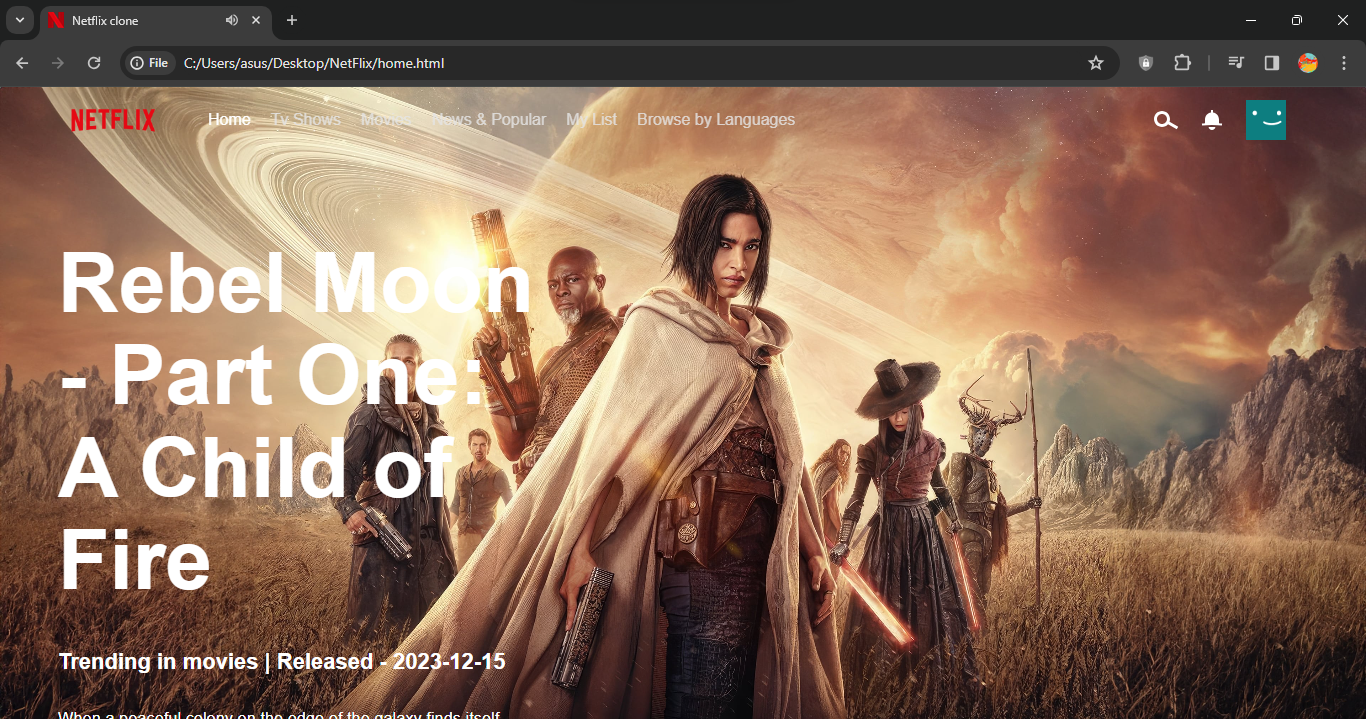 Netflix clone
File
C:/Users/asus/Desktop/NetFlix/home.html
NETFLIX
Home Tv Shows Movies News & Popular My List Browse by Languages
Rebel Moon
- Part One:
A Child of
Fire
Trending in movies | Released - 2023-12-15
When a peaceful colony on the edge of the galaxy finds itself